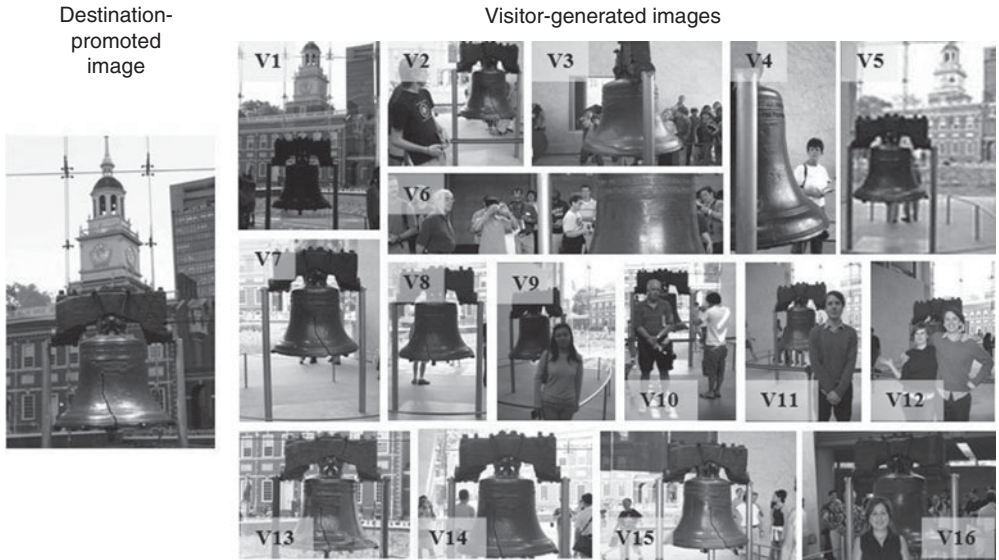 Destination-
promoted
image
Visitor-generated images
V1
V2
V3
V4
V5
V6
V7
V8
V9
V10
V11
V12
V13
V14
V15
V16